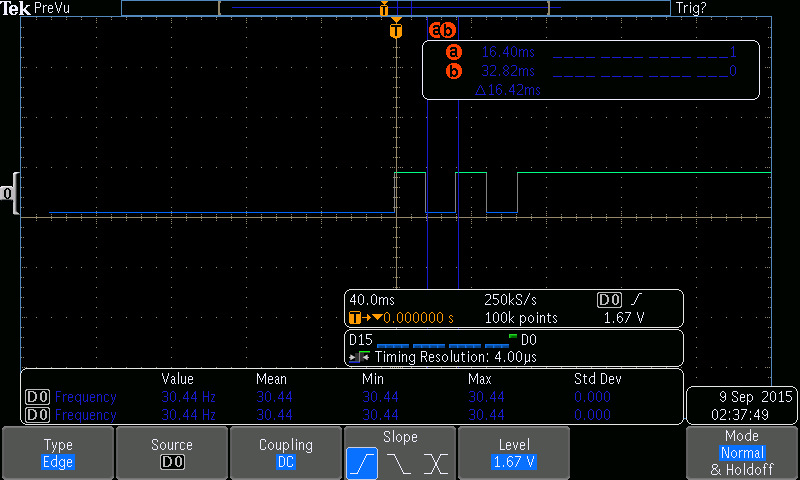 Tek PreVu T Trig?
T a b
a 16.40ms 1
b 32.82ms 0
△16.42ms
0
40.0ms 250kS/s D0
T→▼0.000000 s 100k points 1.67 V
D15 D0
Timing Resolution: 4.00µs
Value Mean Min Max Std Dev
D0 Frequency 30.44 Hz 30.44 30.44 30.44 0.000
D0 Frequency 30.44 Hz 30.44 30.44 30.44 0.000
9 Sep 2015
02:37:49
Type
Edge
Source
D0
Coupling
DC
Slope
Level
1.67 V
Mode
Normal
& Holdoff